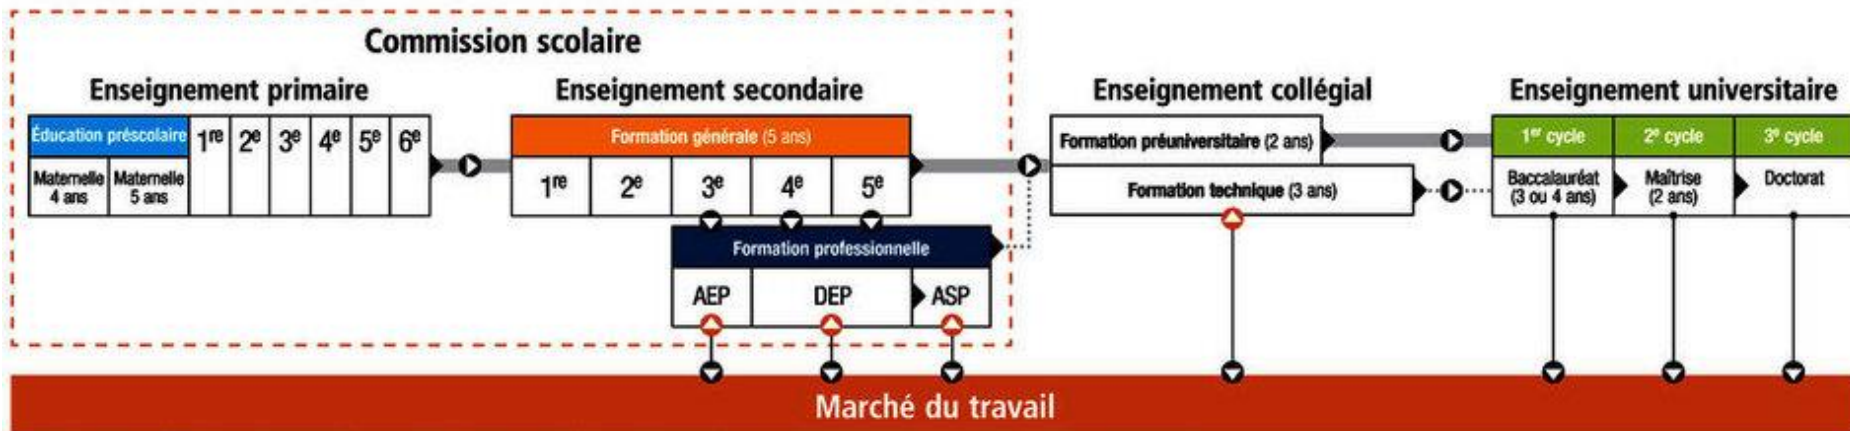 Commission scolaire
Enseignement primaire
Éducation préscolaire
Maternelle
4 ans
Maternelle
5 ans
1re 2e 3e 4e 5e 6e
Enseignement secondaire
Formation générale (5 ans)
1re 2e 3e 4e 5e
Formation professionnelle
AEP DEP ASP
Enseignement collégial
Formation préuniversitaire (2 ans)
Formation technique (3 ans)
Enseignement universitaire
1er cycle 2e cycle 3e cycle
Baccalauréat
(3 ou 4 ans)
Maîtrise
(2 ans)
Doctorat
Marché du travail